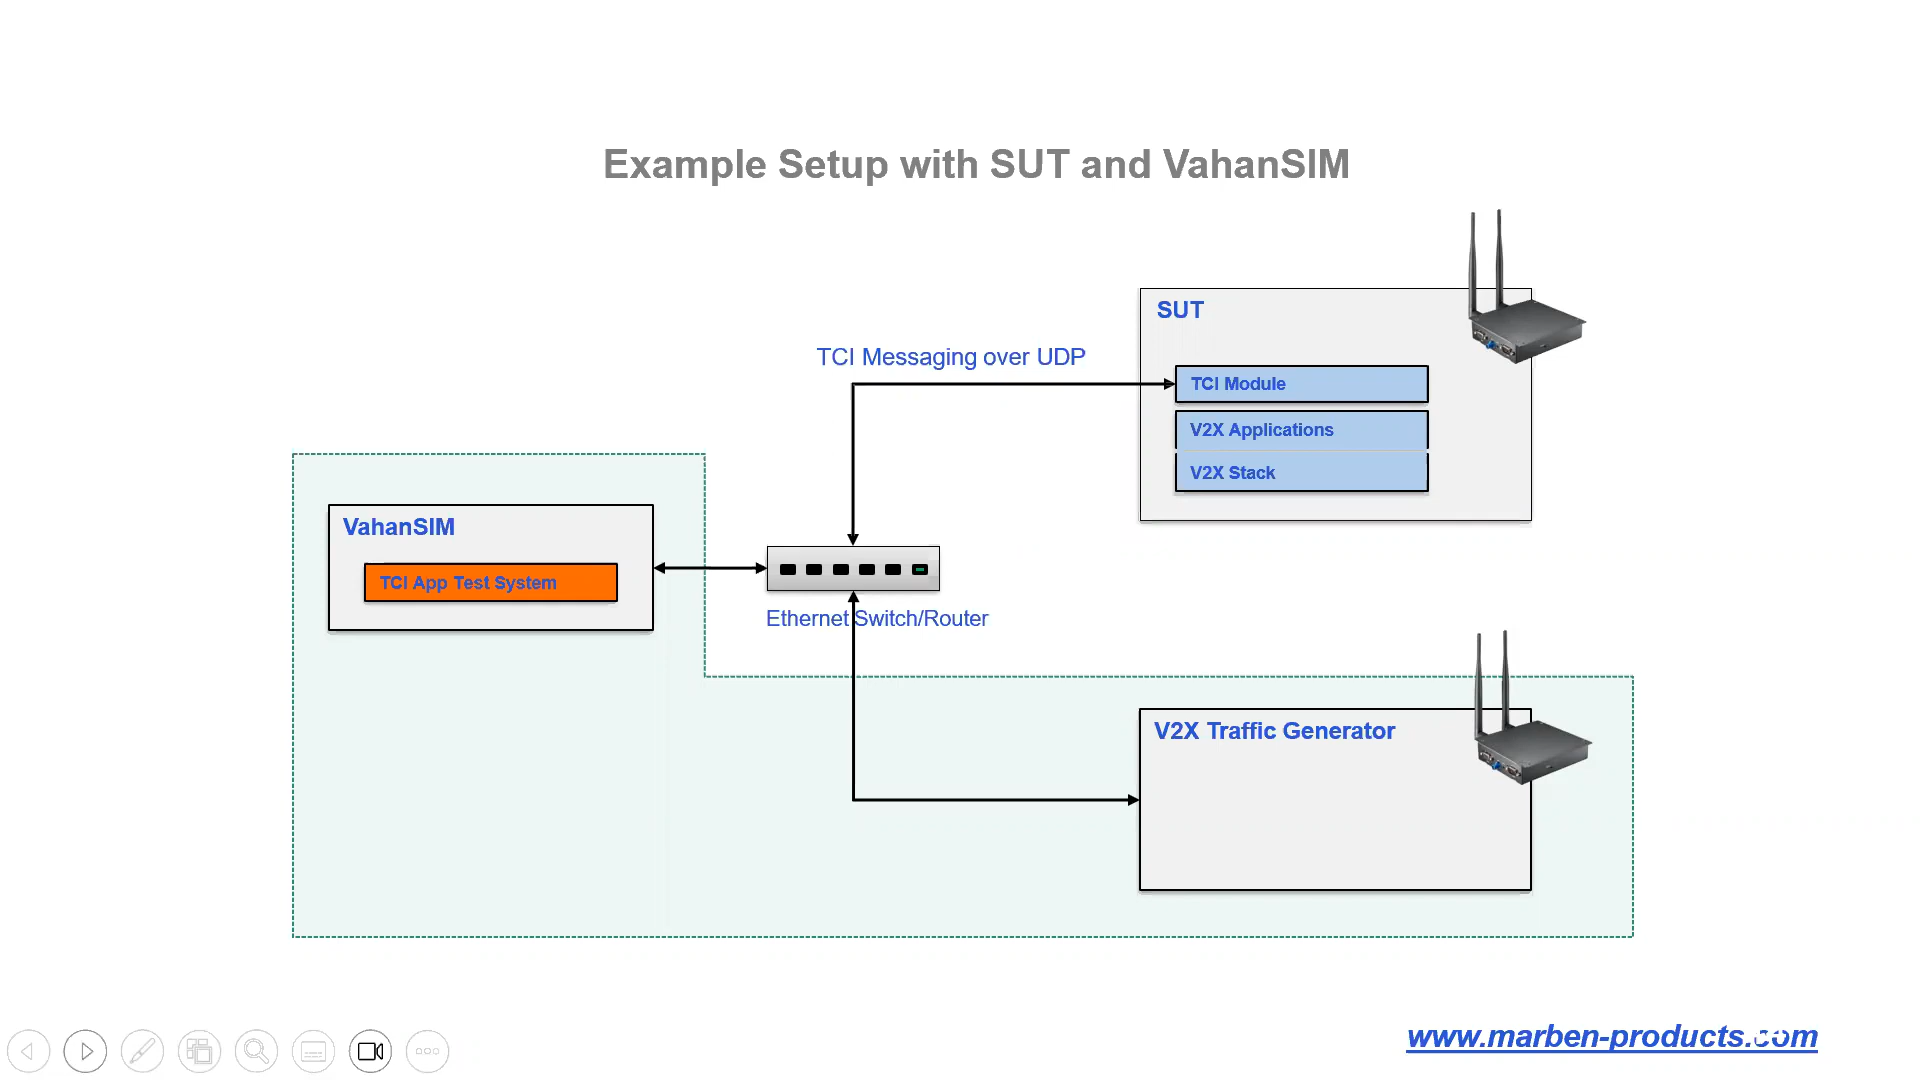 Example Setup with SUT and VahanSIM
SUT
TCI Messaging over UDP
TCI Module
V2X Applications
V2X Stack
VahanSIM
TCI App Test System
Ethernet Switch/Router
V2X Traffic Generator
www.marben-products.com